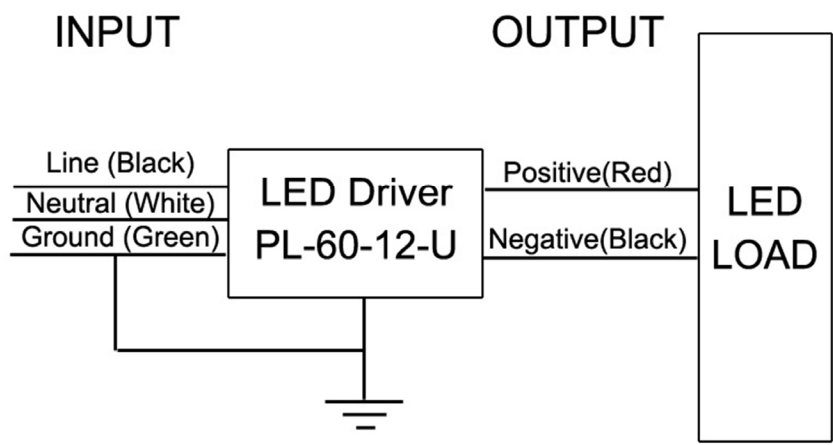 INPUT
OUTPUT
Line (Black)
Neutral (White)
Ground (Green)
LED Driver
PL-60-12-U
Positive(Red)
Negative(Black)
LED
LOAD